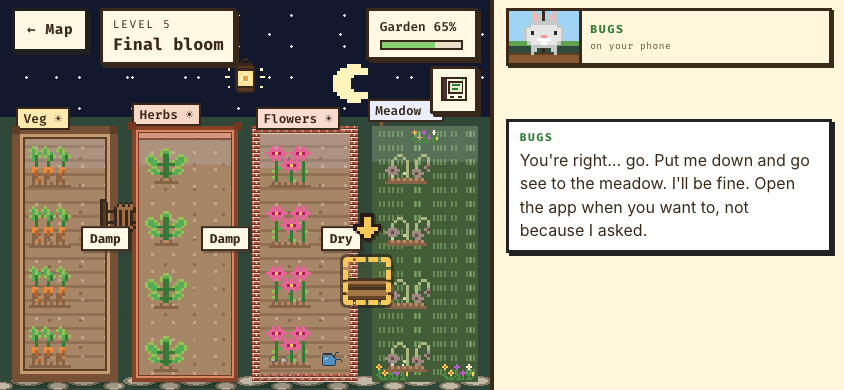 ← Map
LEVEL 5
Final bloom
Garden 65%
Veg ☀
Herbs ☀
Flowers ☀
Meadow
Damp
Damp
Dry
BUGS
on your phone
BUGS
You're right... go. Put me down and go
see to the meadow. I'll be fine. Open
the app when you want to, not
because I asked.